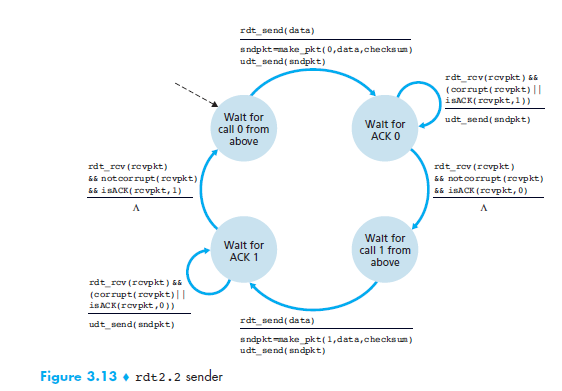 rdt_send(data)
sndpkt=make_pkt(0,data,checksum)
udt_send(sndpkt)
rdt_rcv(rcvpkt) &&
(corrupt(rcvpkt)||
isACK(rcvpkt,1))
udt_send(sndpkt)
Wait for
call 0 from
above
Wait for
ACK 0
rdt_rcv(rcvpkt)
&& notcorrupt(rcvpkt)
&& isACK(rcvpkt,1)
Λ
rdt_rcv(rcvpkt)
&& notcorrupt(rcvpkt)
&& isACK(rcvpkt,0)
Λ
Wait for
ACK 1
Wait for
call 1 from
above
rdt_rcv(rcvpkt) &&
(corrupt(rcvpkt)||
isACK(rcvpkt,0))
udt_send(sndpkt)
rdt_send(data)
sndpkt=make_pkt(1,data,checksum)
udt_send(sndpkt)
Figure 3.13 ♦ rdt2.2 sender